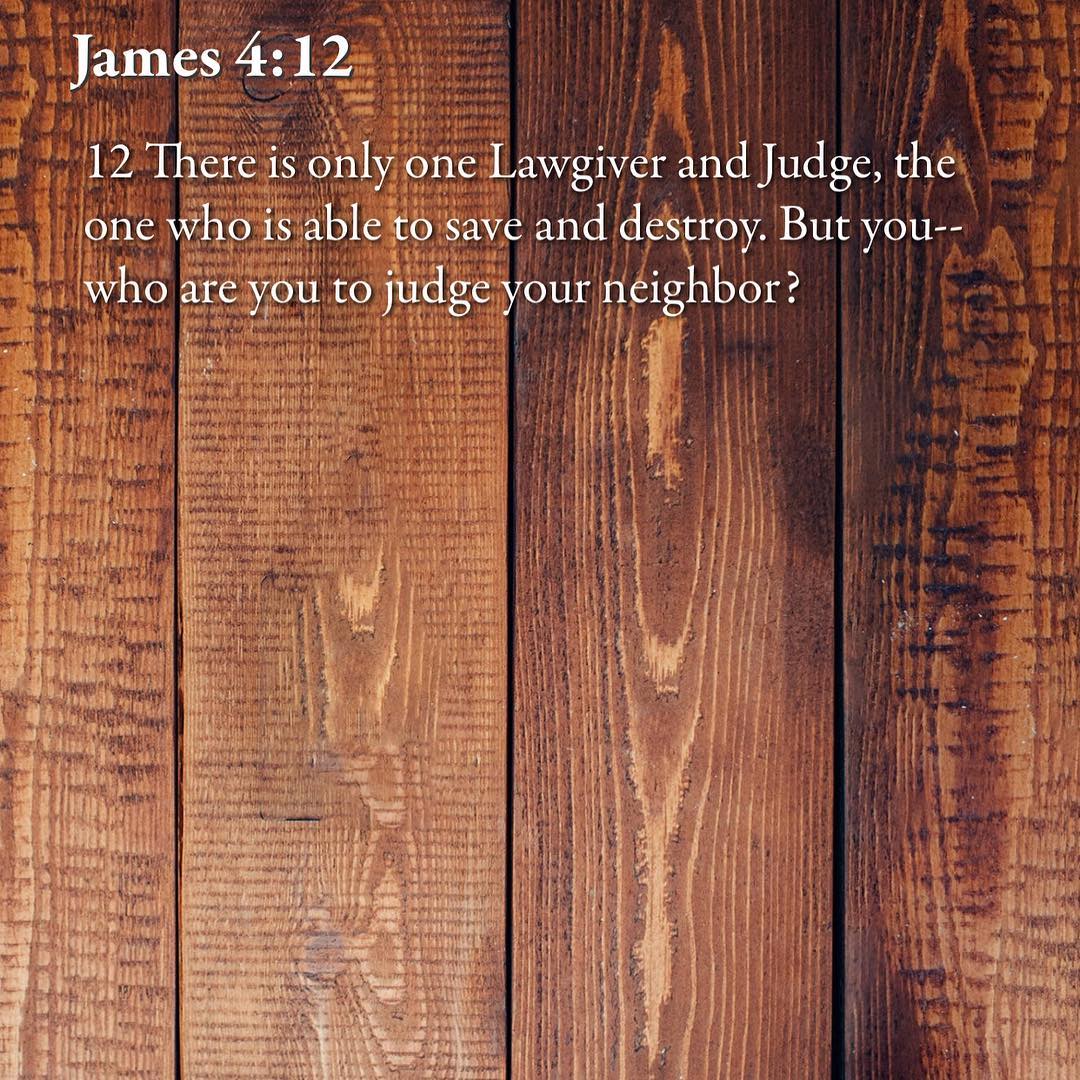 James 4:12
12 There is only one Lawgiver and Judge, the
one who is able to save and destroy. But you--
who are you to judge your neighbor?